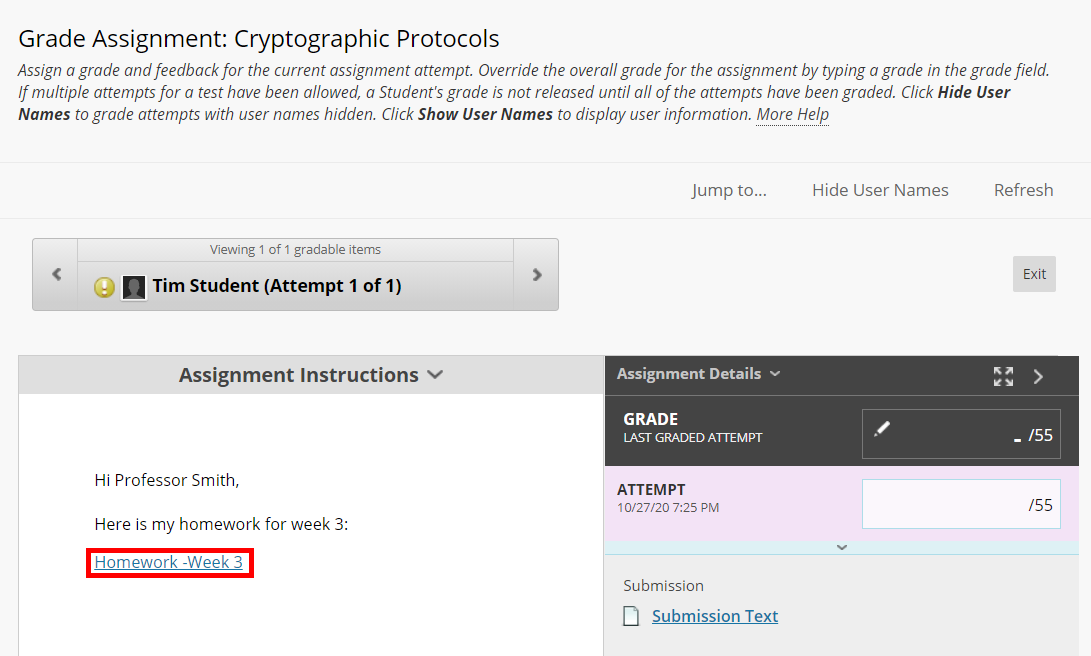 Grade Assignment: Cryptographic Protocols
Assign a grade and feedback for the current assignment attempt. Override the overall grade for the assignment by typing a grade in the grade field.
If multiple attempts for a test have been allowed, a Student's grade is not released until all of the attempts have been graded. Click Hide User
Names to grade attempts with user names hidden. Click Show User Names to display user information. More Help
Jump to...
Hide User Names
Refresh
Viewing 1 of 1 gradable items
Tim Student (Attempt 1 of 1)
Exit
Assignment Instructions
Hi Professor Smith,
Here is my homework for week 3:
Homework -Week 3
Assignment Details
GRADE
LAST GRADED ATTEMPT
- /55
ATTEMPT
10/27/20 7:25 PM
/55
Submission
Submission Text